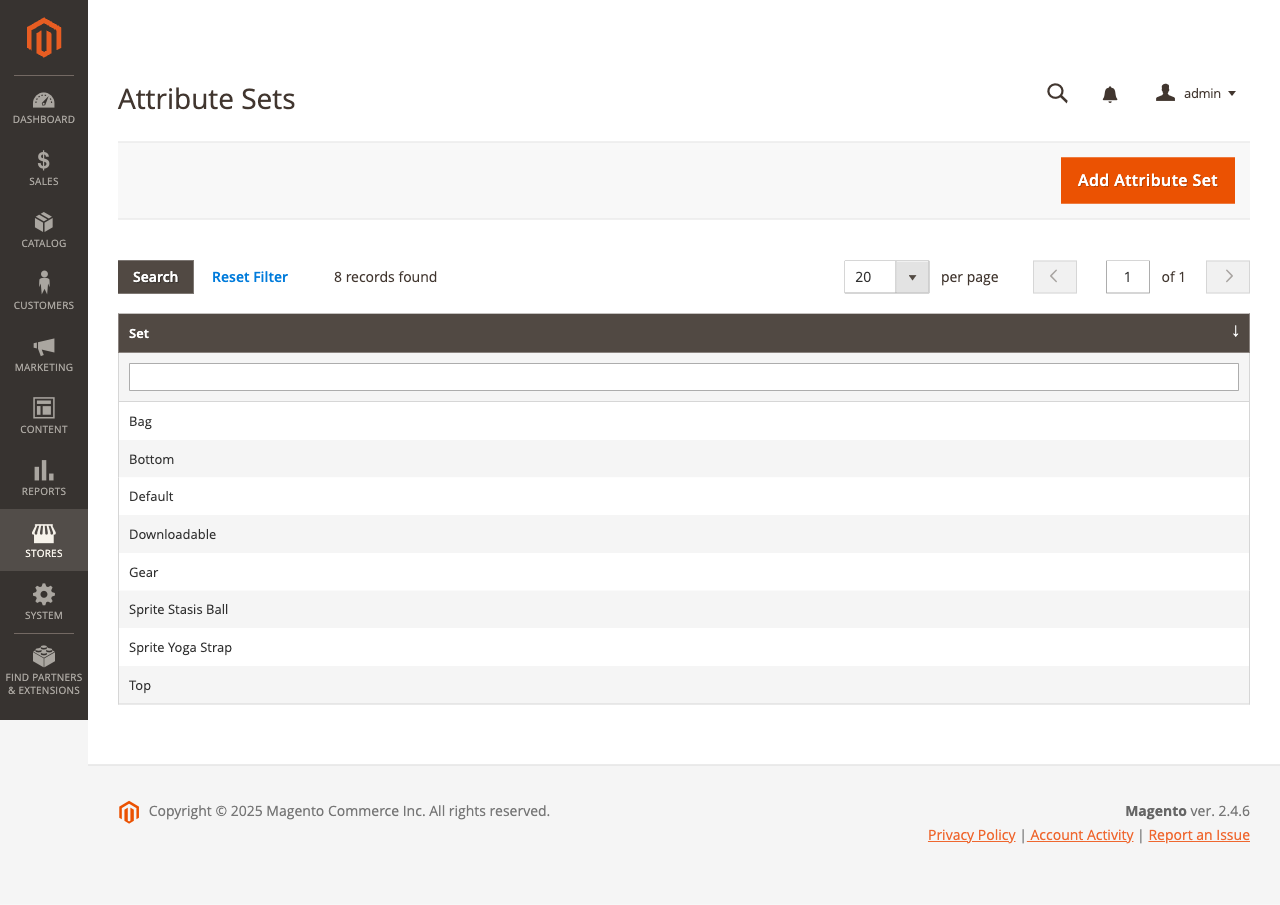 DASHBOARD
SALES
CATALOG
CUSTOMERS
MARKETING
CONTENT
REPORTS
STORES
SYSTEM
FIND PARTNERS
& EXTENSIONS
Attribute Sets
admin
Add Attribute Set
Search Reset Filter 8 records found 20 per page 1 of 1
Set ↓
Bag
Bottom
Default
Downloadable
Gear
Sprite Stasis Ball
Sprite Yoga Strap
Top
Copyright © 2025 Magento Commerce Inc. All rights reserved.
Magento ver. 2.4.6
Privacy Policy | Account Activity | Report an Issue